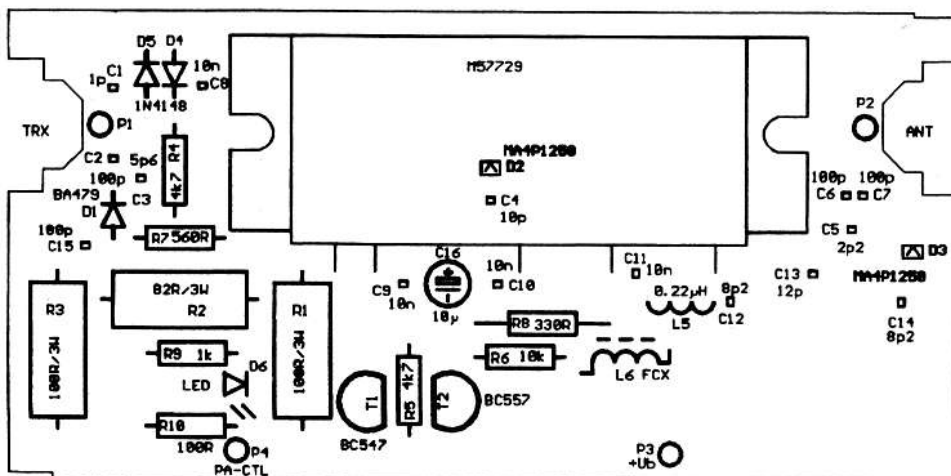 D5 D4
C1
1p
10n
C8
1N4148
M57729
TRX
P1
P2
ANT
C2
5p6
100p
C3
R4
4k7
BA479
D1
MA4P1250
D2
C4
10p
100p 100p
C6 C7
100p
C15
R7 560R
C5
2p2
D3
MA4P1250
C16
10µ
10n
C10
C9
10n
C11
10n
C13
12p
C14
8p2
82R/3W
R2
R3
100R/3W
R1
100R/3W
0.22µH
L5
8p2
C12
R8 330R
R9 1k
LED
D6
R6 10k
L6 FCX
T1
BC547
R5 4k7
T2
BC557
R10
100R
P4
PA-CTL
P3
+Ub